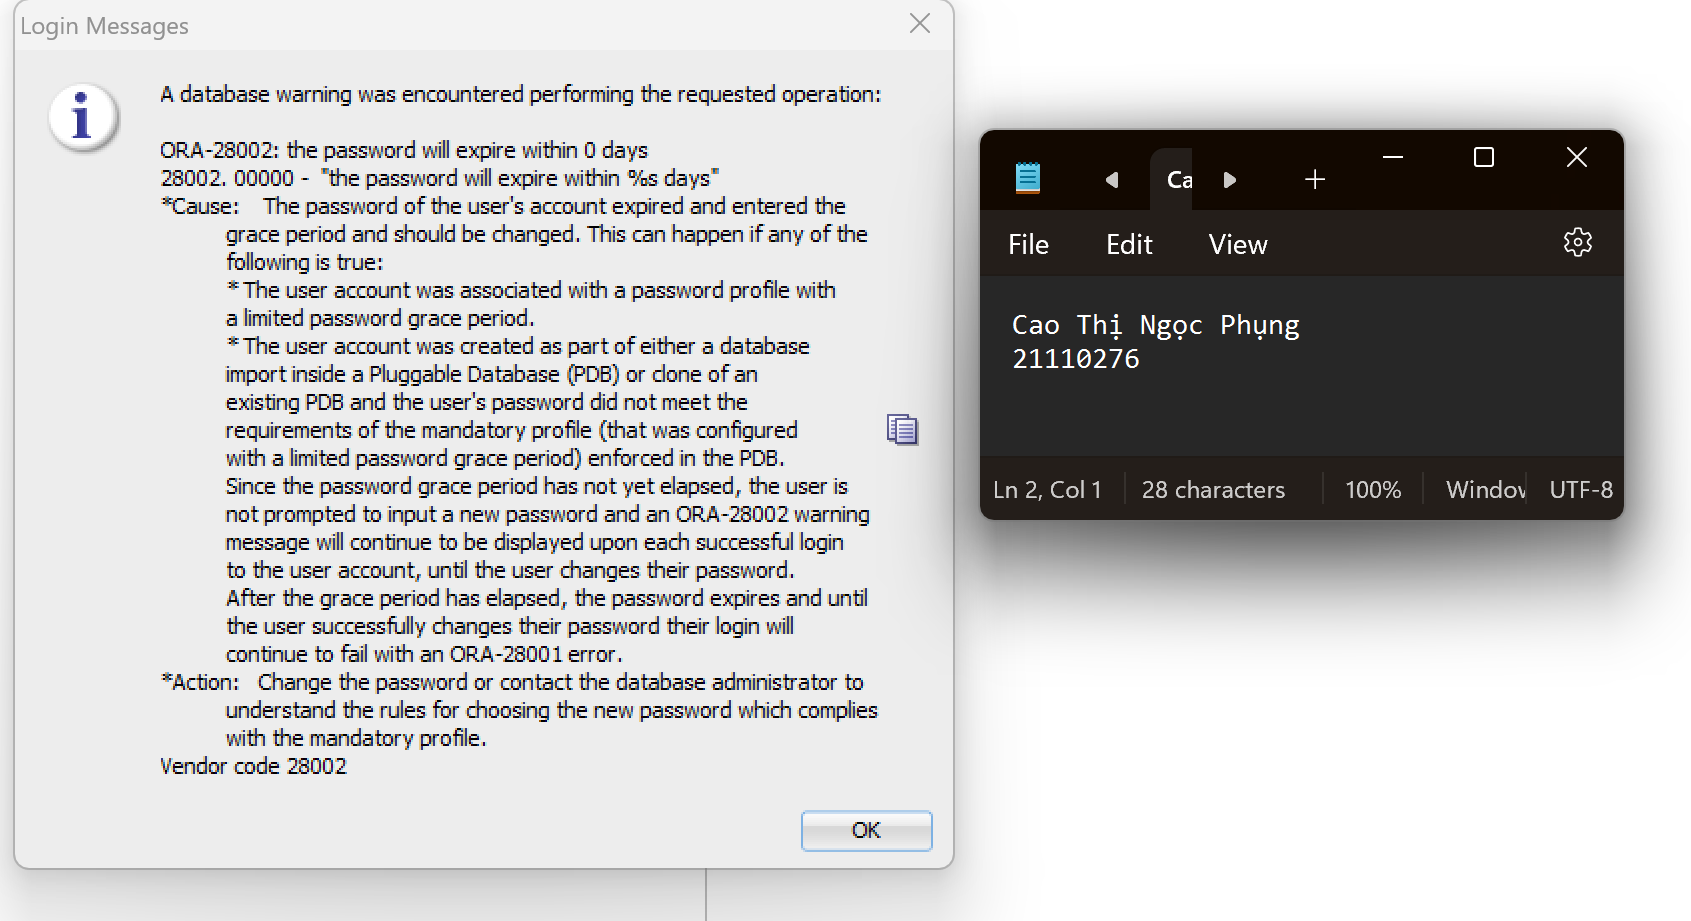 Login Messages
A database warning was encountered performing the requested operation:
ORA-28002: the password will expire within 0 days
28002. 00000 - "the password will expire within %s days"
*Cause: The password of the user's account expired and entered the
grace period and should be changed. This can happen if any of the
following is true:
* The user account was associated with a password profile with
a limited password grace period.
* The user account was created as part of either a database
import inside a Pluggable Database (PDB) or clone of an
existing PDB and the user's password did not meet the
requirements of the mandatory profile (that was configured
with a limited password grace period) enforced in the PDB.
Since the password grace period has not yet elapsed, the user is
not prompted to input a new password and an ORA-28002 warning
message will continue to be displayed upon each successful login
to the user account, until the user changes their password.
After the grace period has elapsed, the password expires and until
the user successfully changes their password their login will
continue to fail with an ORA-28001 error.
*Action: Change the password or contact the database administrator to
understand the rules for choosing the new password which complies
with the mandatory profile.
Vendor code 28002
OK
Ca
File Edit View
Cao Thị Ngọc Phụng
21110276
Ln 2, Col 1 28 characters 100% Window UTF-8